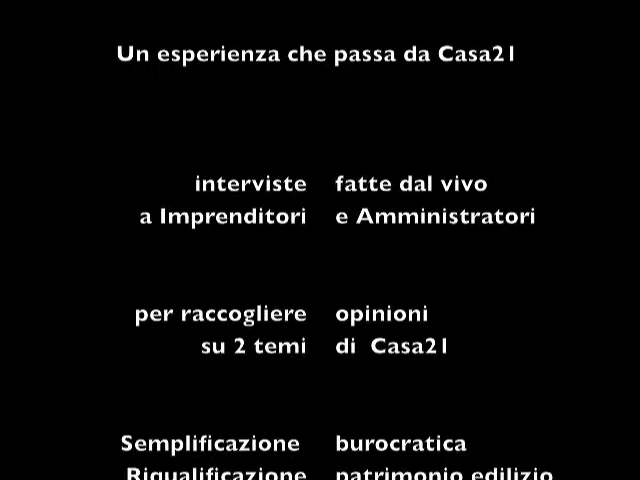 Un esperienza che passa da Casa21
interviste fatte dal vivo
a Imprenditori e Amministratori
per raccogliere opinioni
su 2 temi di Casa21
Semplificazione burocratica
Riqualificazione patrimonio edilizio